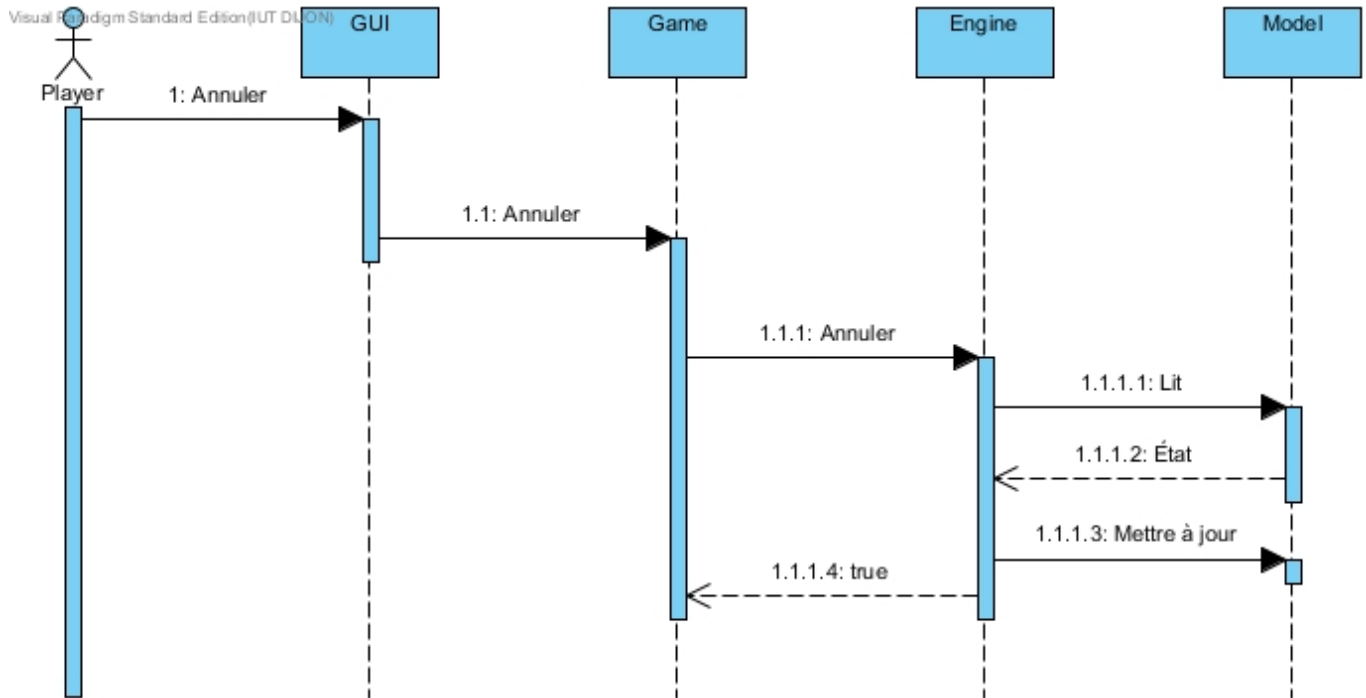 Visual Paradigm Standard Edition(IUT DIJON)
GUI
Game
Engine
Model
Player
1: Annuler
1.1: Annuler
1.1.1: Annuler
1.1.1.1: Lit
1.1.1.2: État
1.1.1.3: Mettre à jour
1.1.1.4: true